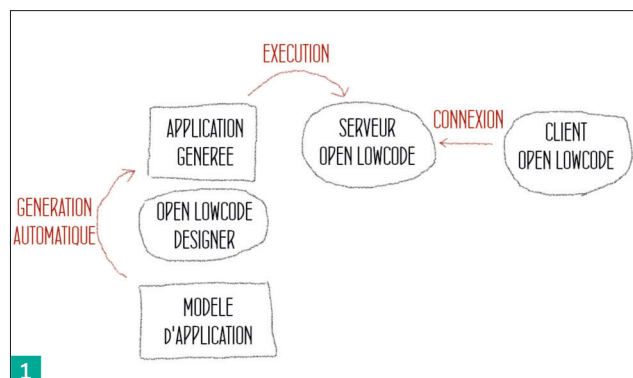 EXECUTION
APPLICATION
GENEREE
SERVEUR
OPEN LOWCODE
CONNEXION
CLIENT
OPEN LOWCODE
GENERATION
AUTOMATIQUE
OPEN LOWCODE
DESIGNER
MODELE
D'APPLICATION
1